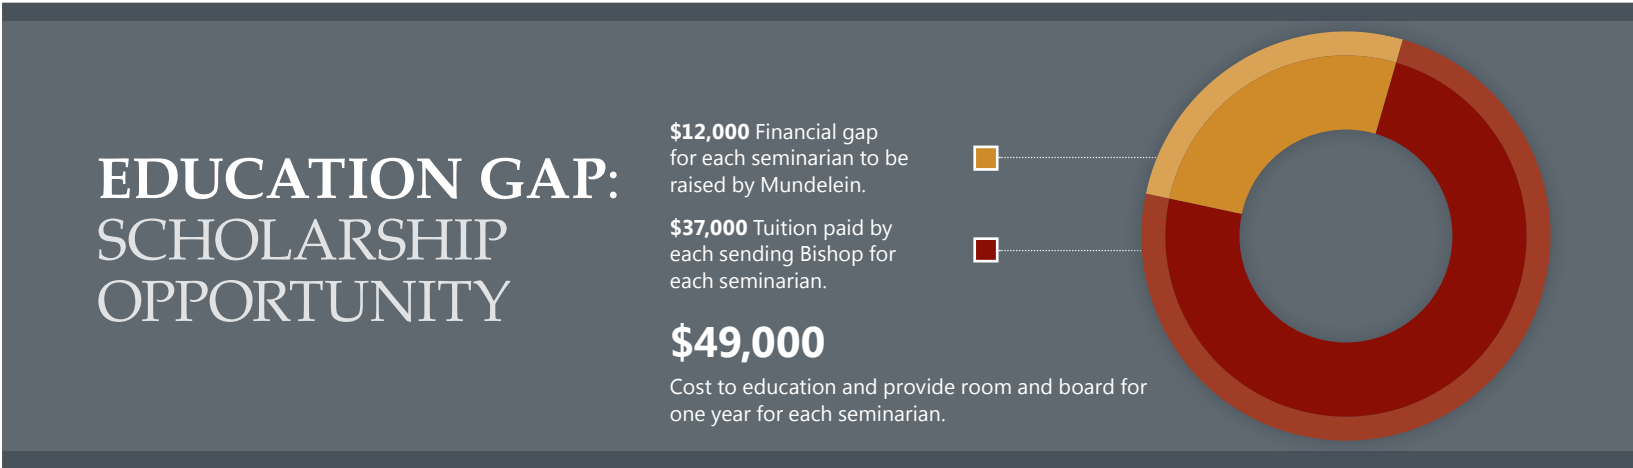 EDUCATION GAP:
SCHOLARSHIP
OPPORTUNITY
$12,000 Financial gap
for each seminarian to be
raised by Mundelein.
$37,000 Tuition paid by
each sending Bishop for
each seminarian.
$49,000
Cost to education and provide room and board for
one year for each seminarian.